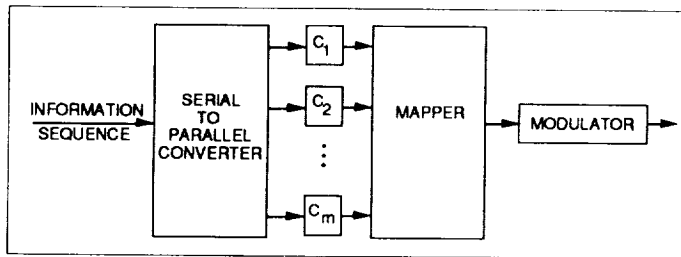 INFORMATION
SEQUENCE
SERIAL
TO
PARALLEL
CONVERTER
C1
C2
Cm
MAPPER
MODULATOR